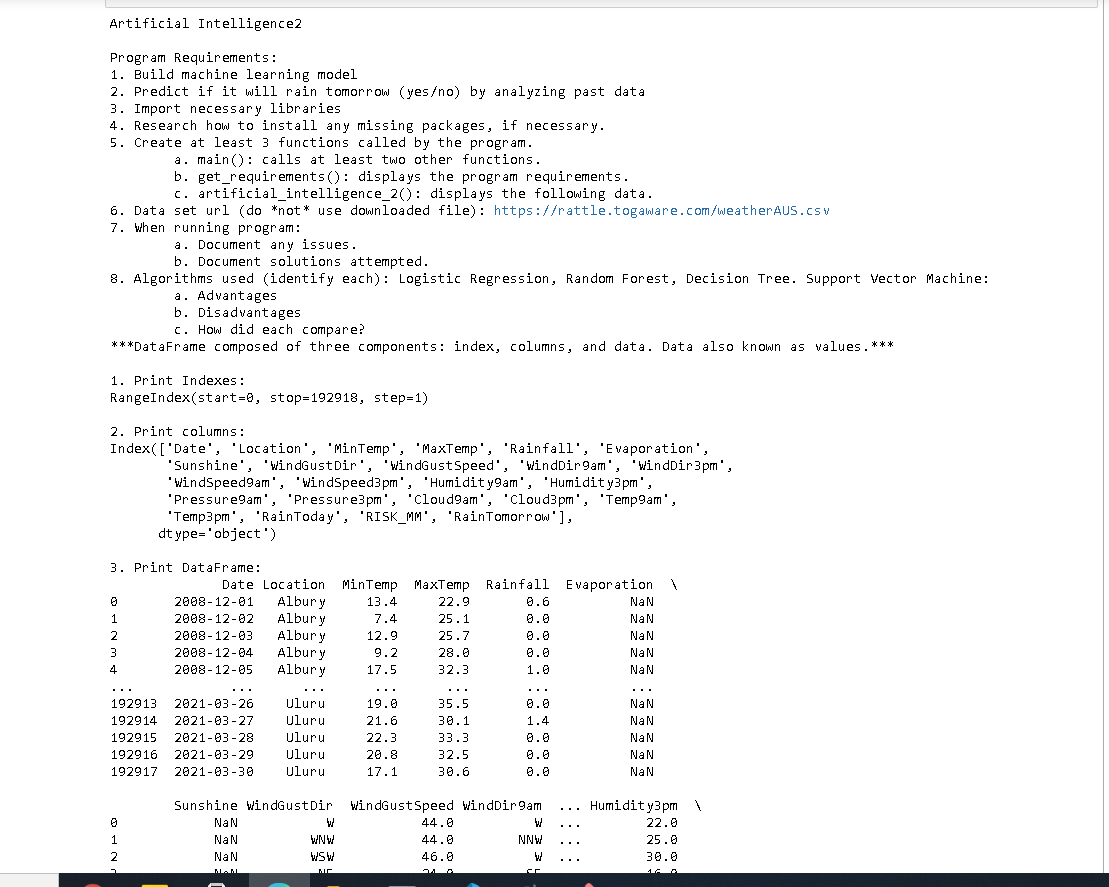 Artificial Intelligence2
Program Requirements:
1. Build machine learning model
2. Predict if it will rain tomorrow (yes/no) by analyzing past data
3. Import necessary libraries
4. Research how to install any missing packages, if necessary.
5. Create at least 3 functions called by the program.
a. main(): calls at least two other functions.
b. get_requirements(): displays the program requirements.
c. artificial_intelligence_2(): displays the following data.
6. Data set url (do *not* use downloaded file): https://rattle.togaware.com/weatherAUS.csv
7. When running program:
a. Document any issues.
b. Document solutions attempted.
8. Algorithms used (identify each): Logistic Regression, Random Forest, Decision Tree. Support Vector Machine:
a. Advantages
b. Disadvantages
c. How did each compare?
***DataFrame composed of three components: index, columns, and data. Data also known as values.***
1. Print Indexes:
RangeIndex(start=0, stop=192918, step=1)
2. Print columns:
Index(['Date', 'Location', 'MinTemp', 'MaxTemp', 'Rainfall', 'Evaporation',
'Sunshine', 'WindGustDir', 'WindGustSpeed', 'WindDir9am', 'WindDir3pm',
'WindSpeed9am', 'WindSpeed3pm', 'Humidity9am', 'Humidity3pm',
'Pressure9am', 'Pressure3pm', 'Cloud9am', 'Cloud3pm', 'Temp9am',
'Temp3pm', 'RainToday', 'RISK_MM', 'RainTomorrow'],
dtype='object')
3. Print DataFrame:
Date Location MinTemp MaxTemp Rainfall Evaporation \
0 2008-12-01 Albury 13.4 22.9 0.6 NaN
1 2008-12-02 Albury 7.4 25.1 0.0 NaN
2 2008-12-03 Albury 12.9 25.7 0.0 NaN
3 2008-12-04 Albury 9.2 28.0 0.0 NaN
4 2008-12-05 Albury 17.5 32.3 1.0 NaN
... ... ... ... ... ... ...
192913 2021-03-26 Uluru 19.0 35.5 0.0 NaN
192914 2021-03-27 Uluru 21.6 30.1 1.4 NaN
192915 2021-03-28 Uluru 22.3 33.3 0.0 NaN
192916 2021-03-29 Uluru 20.8 32.5 0.0 NaN
192917 2021-03-30 Uluru 17.1 30.6 0.0 NaN
Sunshine WindGustDir WindGustSpeed WindDir9am ... Humidity3pm \
0 NaN W 44.0 W ... 22.0
1 NaN WNW 44.0 NNW ... 25.0
2 NaN WSW 46.0 W ... 30.0